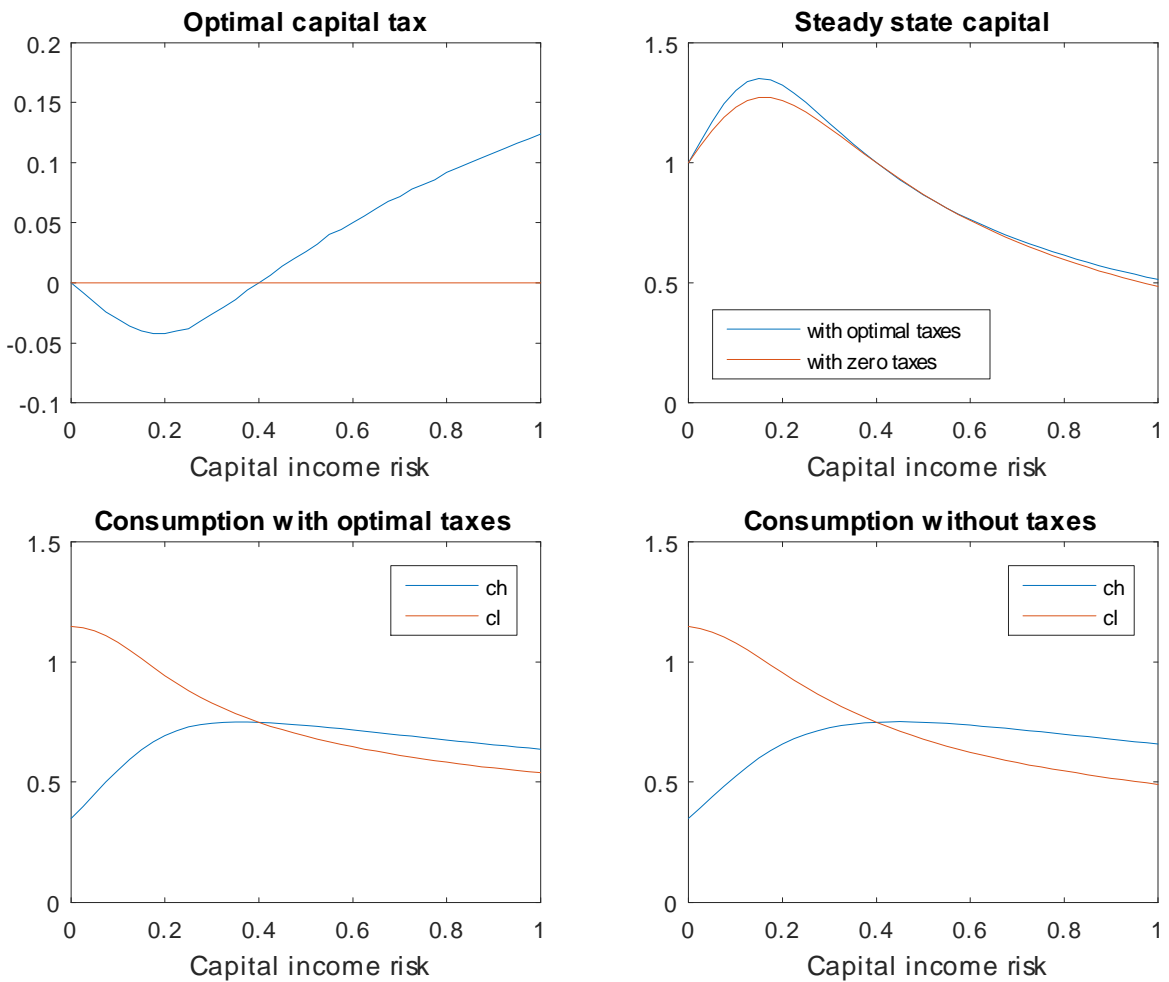 Optimal capital tax
0.2
0.15
0.1
0.05
0
-0.05
-0.1
0 0.2 0.4 0.6 0.8 1
Capital income risk
Steady state capital
1.5
1
0.5
0
with optimal taxes
with zero taxes
0 0.2 0.4 0.6 0.8 1
Capital income risk
Consumption with optimal taxes
1.5
1
0.5
0
ch
cl
0 0.2 0.4 0.6 0.8 1
Capital income risk
Consumption without taxes
1.5
1
0.5
0
ch
cl
0 0.2 0.4 0.6 0.8 1
Capital income risk